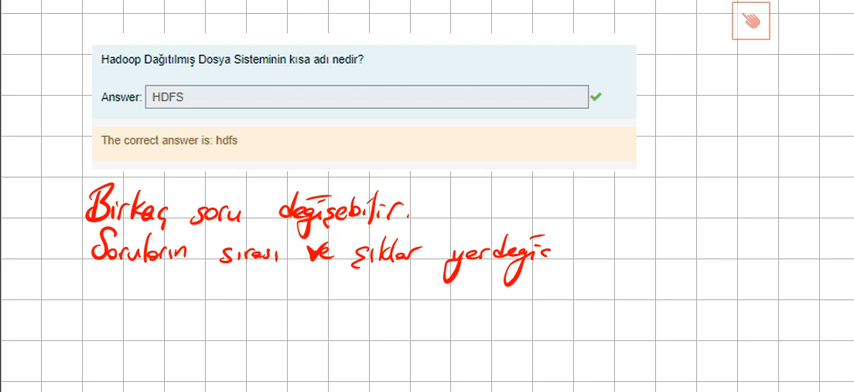 Hadoop Dağıtılmış Dosya Sisteminin kısa adı nedir?
Answer: HDFS
The correct answer is: hdfs
Birkaç soru değişebilir.
Soruların sırası ve şıklar yerdeğiş